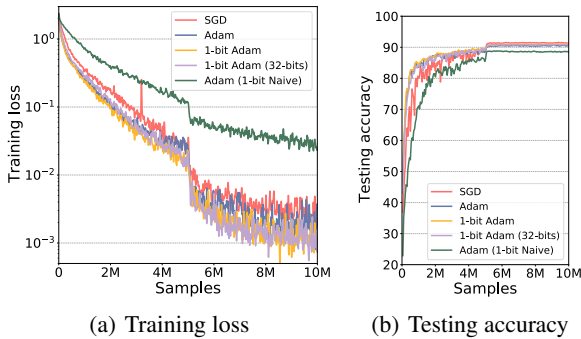 Training loss
10⁰
10⁻¹
10⁻²
10⁻³
SGD
Adam
1-bit Adam
1-bit Adam (32-bits)
Adam (1-bit Naive)
0 2M 4M 6M 8M 10M
Samples
(a) Training loss
Testing accuracy
100
90
80
70
60
50
40
30
20
SGD
Adam
1-bit Adam
1-bit Adam (32-bits)
Adam (1-bit Naive)
0 2M 4M 6M 8M 10M
Samples
(b) Testing accuracy